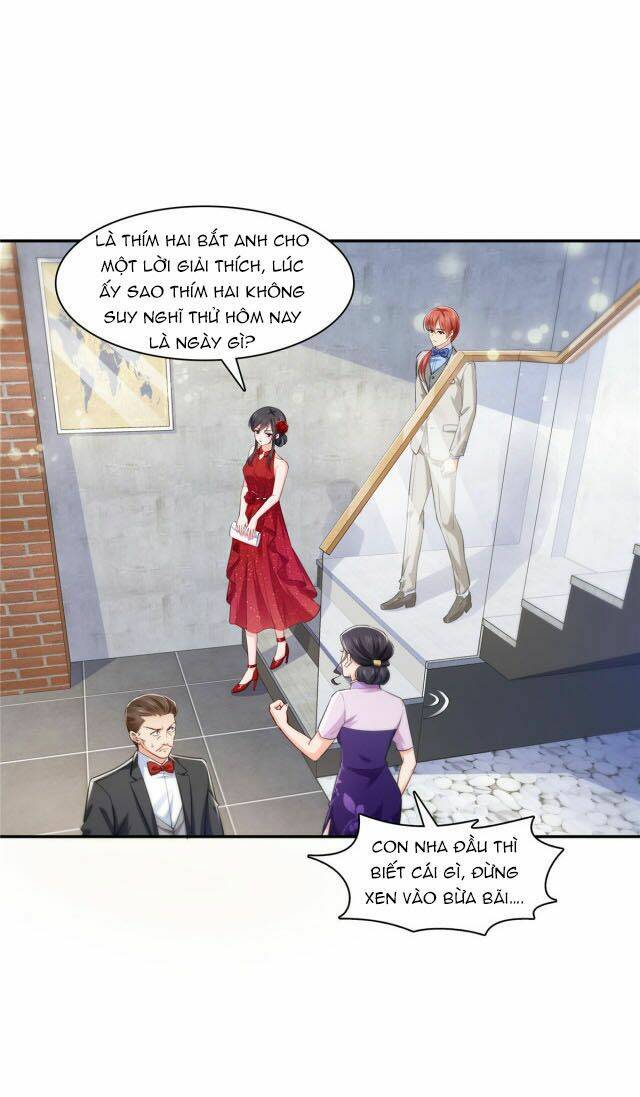 LÀ THÍM HAI BẮT ANH CHO
MỘT LỜI GIẢI THÍCH, LÚC
ẤY SAO THÍM HAI KHÔNG
SUY NGHĨ THỬ HÔM NAY
LÀ NGÀY GÌ?
CON NHA ĐẦU THÌ
BIẾT CÁI GÌ, ĐỪNG
XEN VÀO BỪA BÃI....